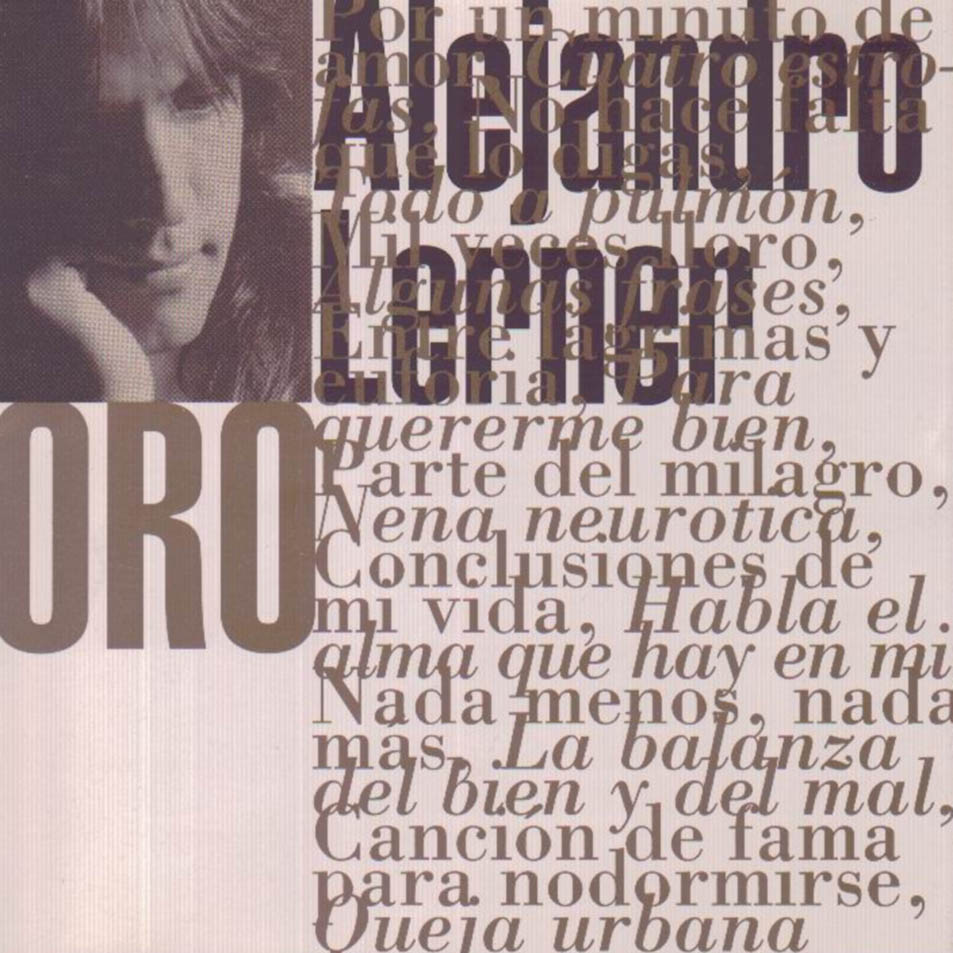 Alejandro
Lerner
ORO
Por un minuto de
amor, Cuatro estro-
fas, No hace falta
que lo digas,
Todo a pulmón,
Mil veces lloro,
Algunas frases,
Entre lágrimas y
euforia, Para
quererme bien,
Parte del milagro,
Nena neurotica,
Conclusiones de
mi vida, Habla el
alma que hay en mi
Nada menos, nada
más, La balanza
del bien y del mal,
Canción de fama
para nodormirse,
Queja urbana